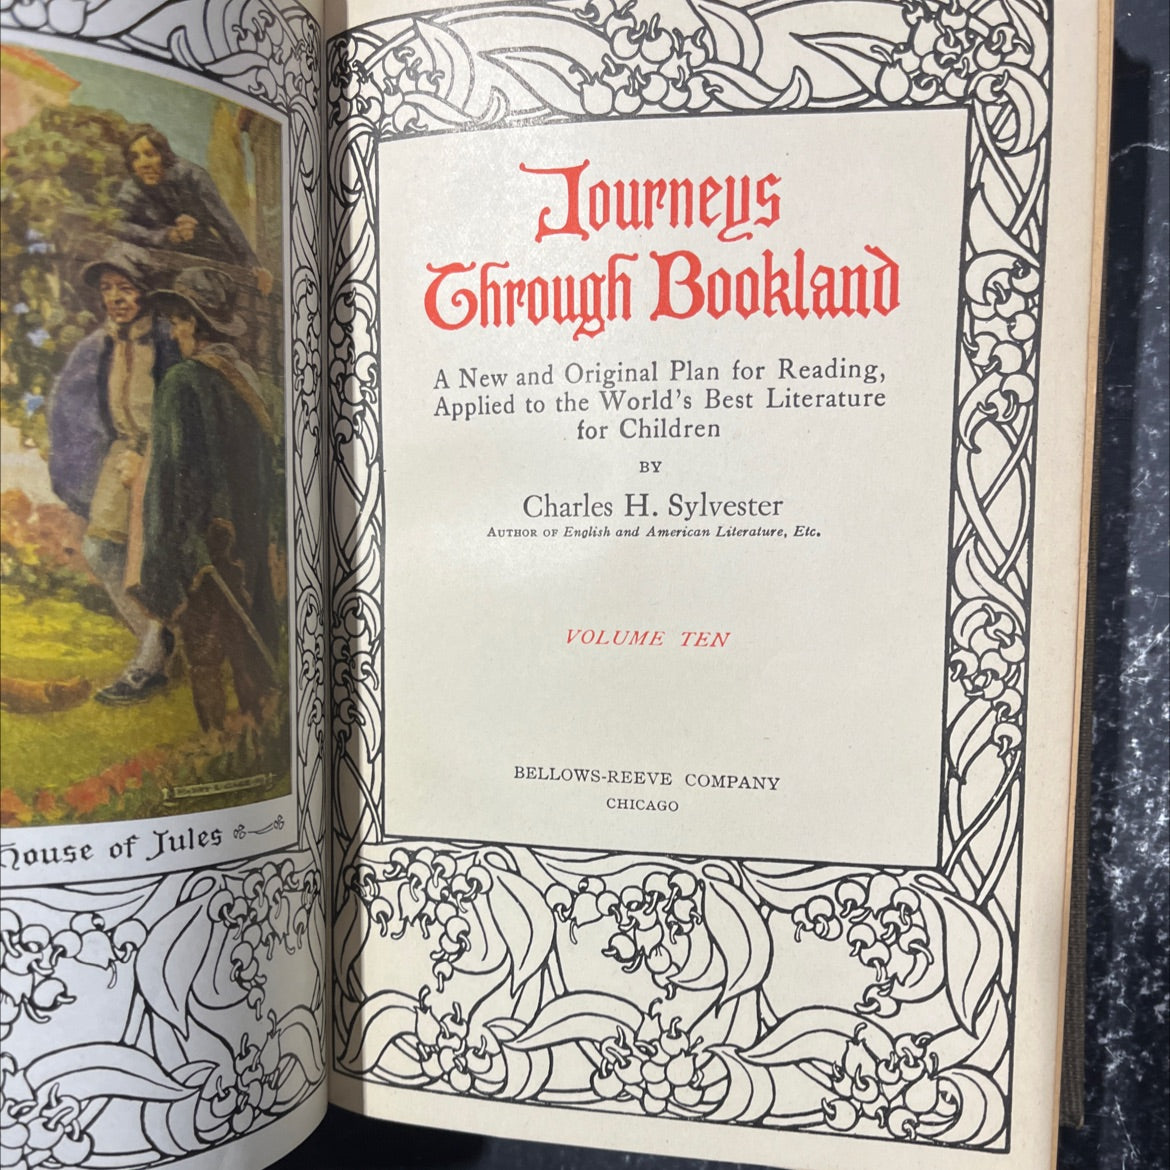 House of Jules
Journeys
Through Bookland
A New and Original Plan for Reading,
Applied to the World's Best Literature
for Children
BY
Charles H. Sylvester
AUTHOR OF English and American Literature, Etc.
VOLUME TEN
BELLOWS-REEVE COMPANY
CHICAGO